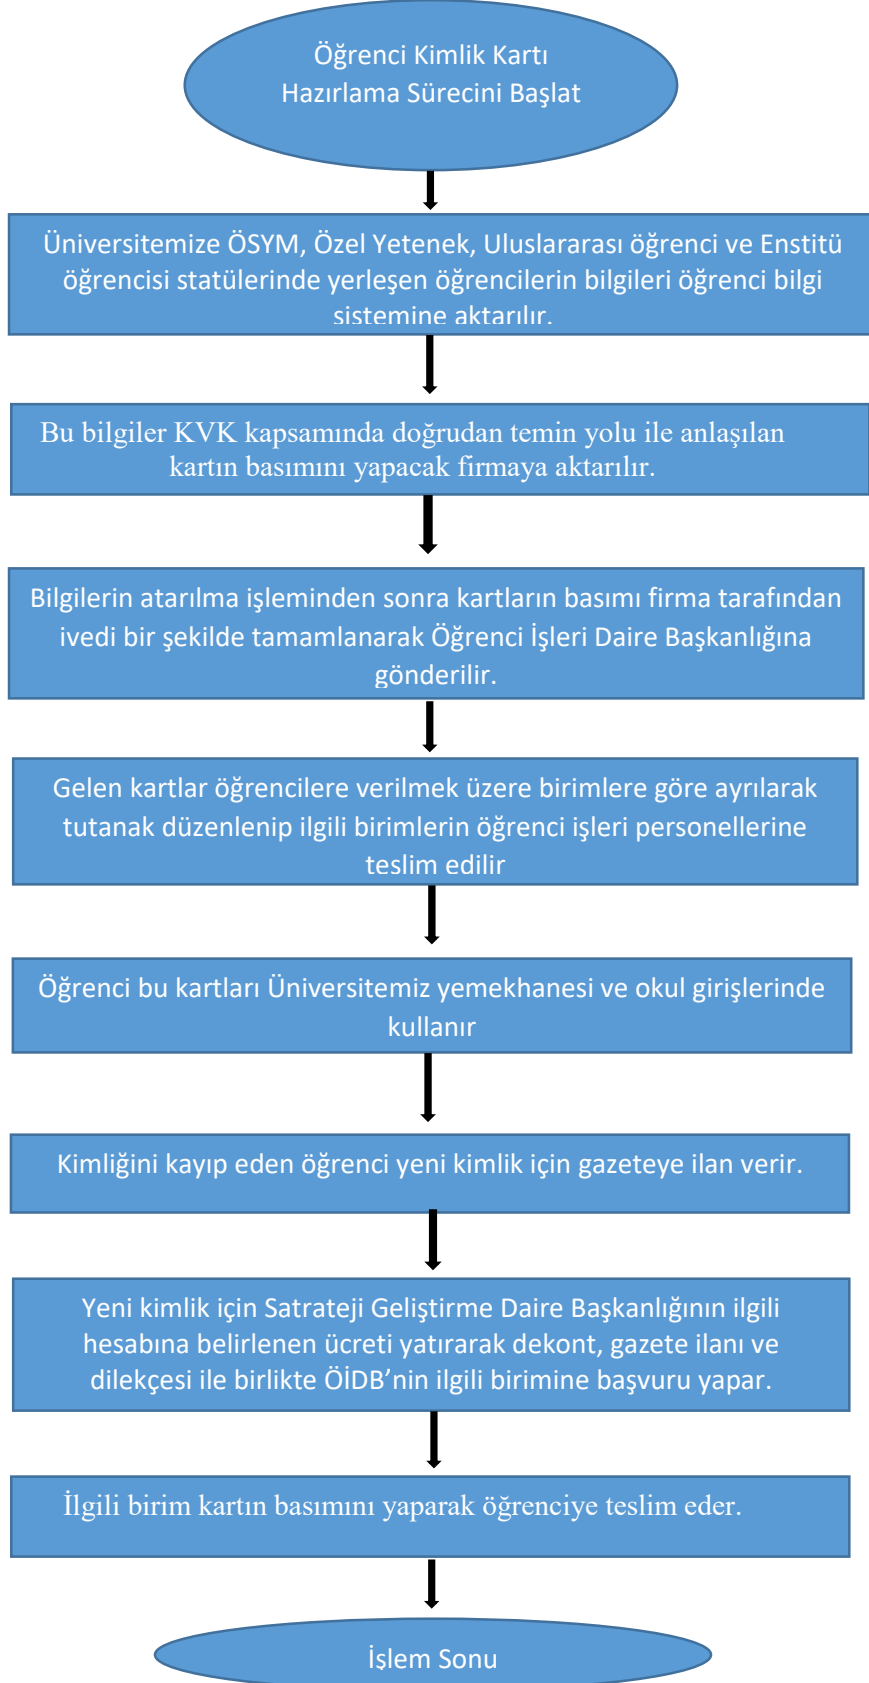 Öğrenci Kimlik Kartı
Hazırlama Sürecini Başlat
Üniversitemize ÖSYM, Özel Yetenek, Uluslararası öğrenci ve Enstitü
öğrencisi statülerinde yerleşen öğrencilerin bilgileri öğrenci bilgi
sistemine aktarılır.
Bu bilgiler KVK kapsamında doğrudan temin yolu ile anlaşılan
kartın basımını yapacak firmaya aktarılır.
Bilgilerin atarılma işleminden sonra kartların basımı firma tarafından
ivedi bir şekilde tamamlanarak Öğrenci İşleri Daire Başkanlığına
gönderilir.
Gelen kartlar öğrencilere verilmek üzere birimlere göre ayrılarak
tutanak düzenlenip ilgili birimlerin öğrenci işleri personellerine
teslim edilir
Öğrenci bu kartları Üniversitemiz yemekhanesi ve okul girişlerinde
kullanır
Kimliğini kayıp eden öğrenci yeni kimlik için gazeteye ilan verir.
Yeni kimlik için Satrateji Geliştirme Daire Başkanlığının ilgili
hesabına belirlenen ücreti yatırarak dekont, gazete ilanı ve
dilekçesi ile birlikte ÖİDB’nin ilgili birimine başvuru yapar.
İlgili birim kartın basımını yaparak öğrenciye teslim eder.
İşlem Sonu